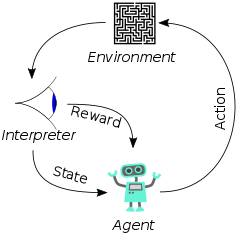 Environment
Reward
Action
Interpreter
State
Agent